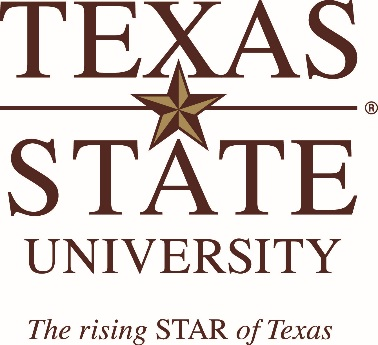 TEXAS
®
STATE
UNIVERSITY
The rising STAR of Texas